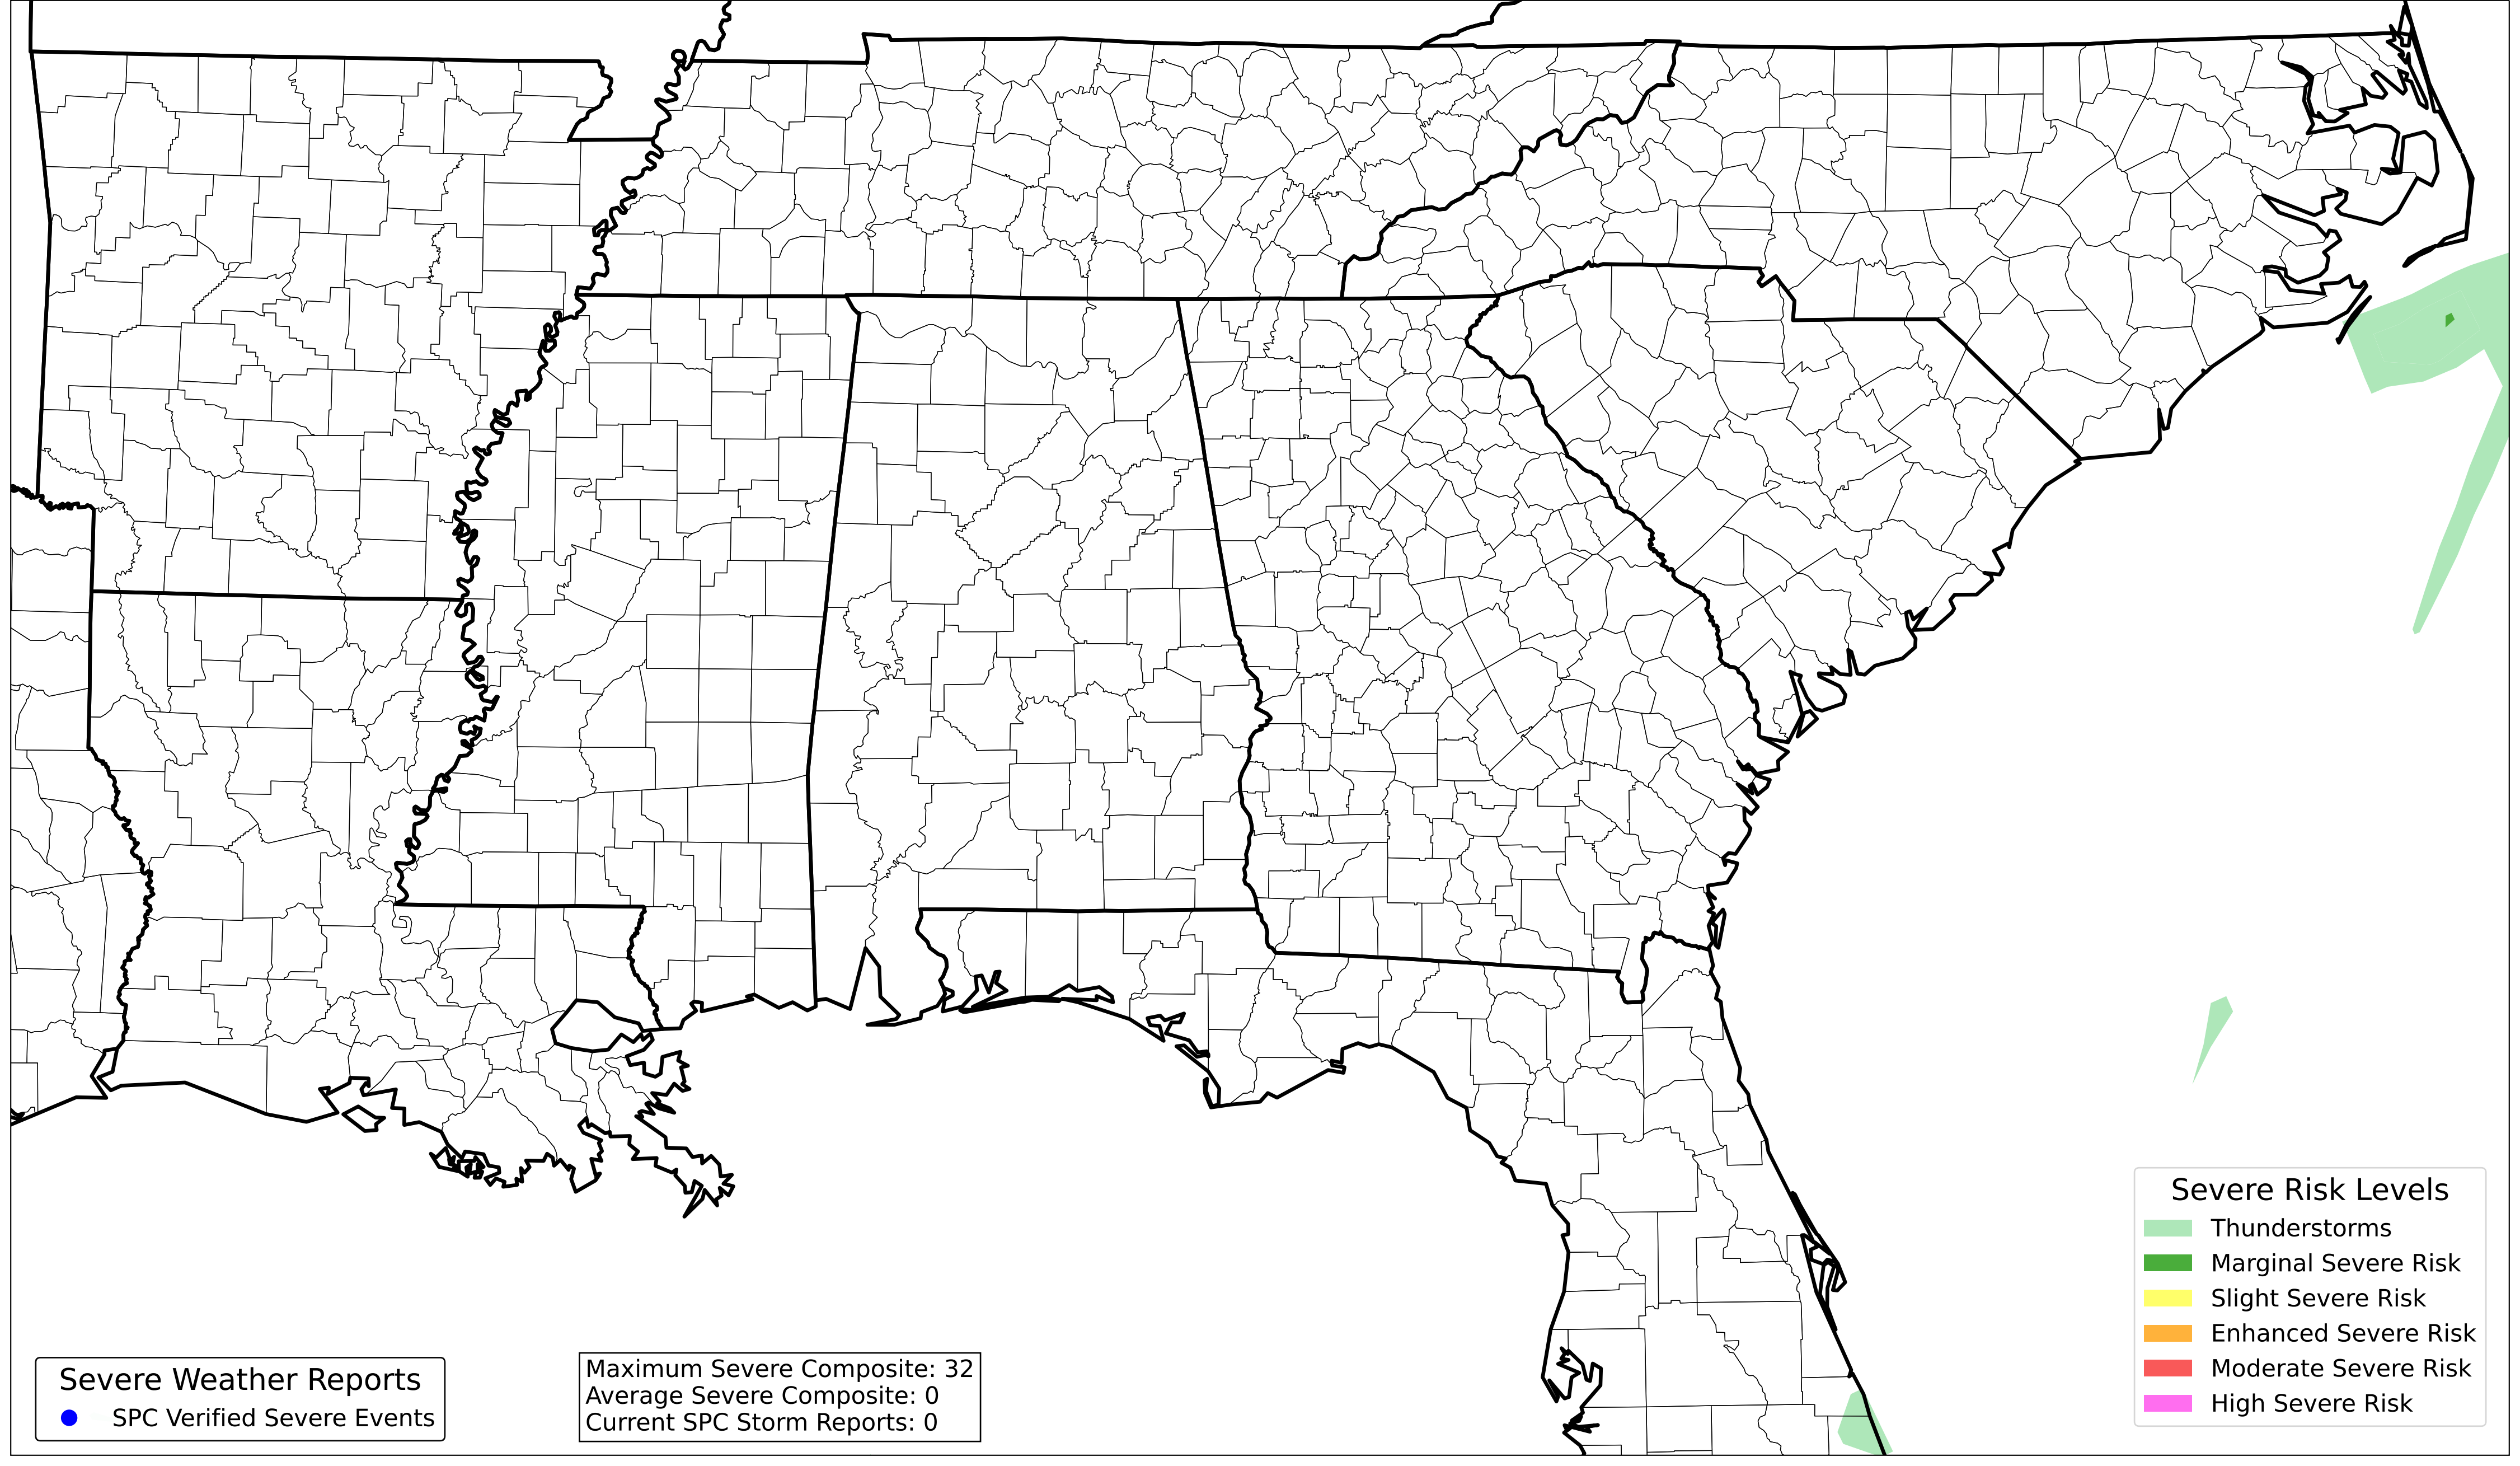 Severe Weather Reports
SPC Verified Severe Events
Maximum Severe Composite: 32
Average Severe Composite: 0
Current SPC Storm Reports: 0
Severe Risk Levels
Thunderstorms
Marginal Severe Risk
Slight Severe Risk
Enhanced Severe Risk
Moderate Severe Risk
High Severe Risk